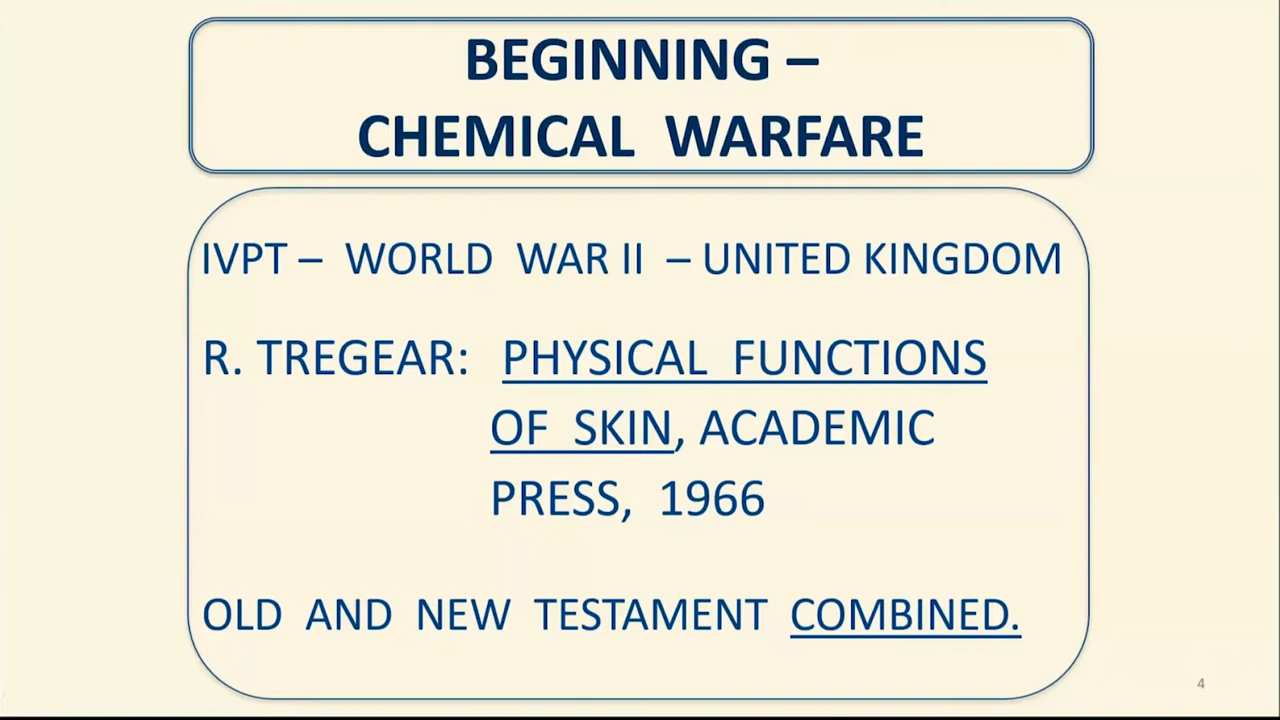 BEGINNING –
CHEMICAL WARFARE
IVPT – WORLD WAR II – UNITED KINGDOM
R. TREGEAR: PHYSICAL FUNCTIONS
OF SKIN, ACADEMIC
PRESS, 1966
OLD AND NEW TESTAMENT COMBINED.
4